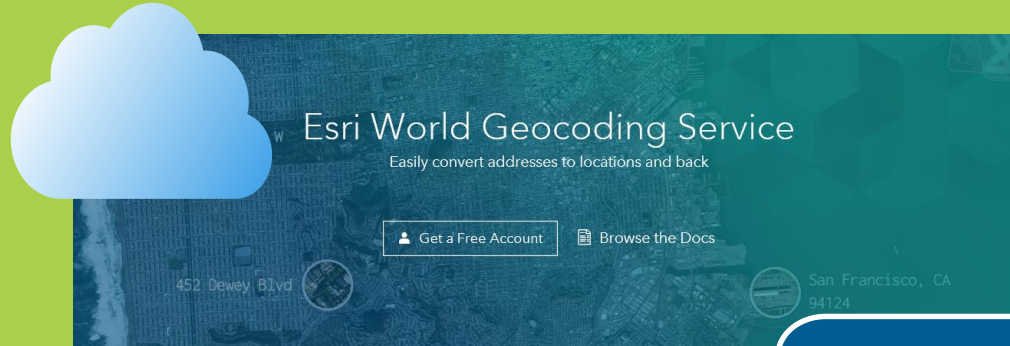 W
Esri World Geocoding Service
Easily convert addresses to locations and back
Get a Free Account
Browse the Docs
452 Dewey Blvd
San Francisco, CA
94124